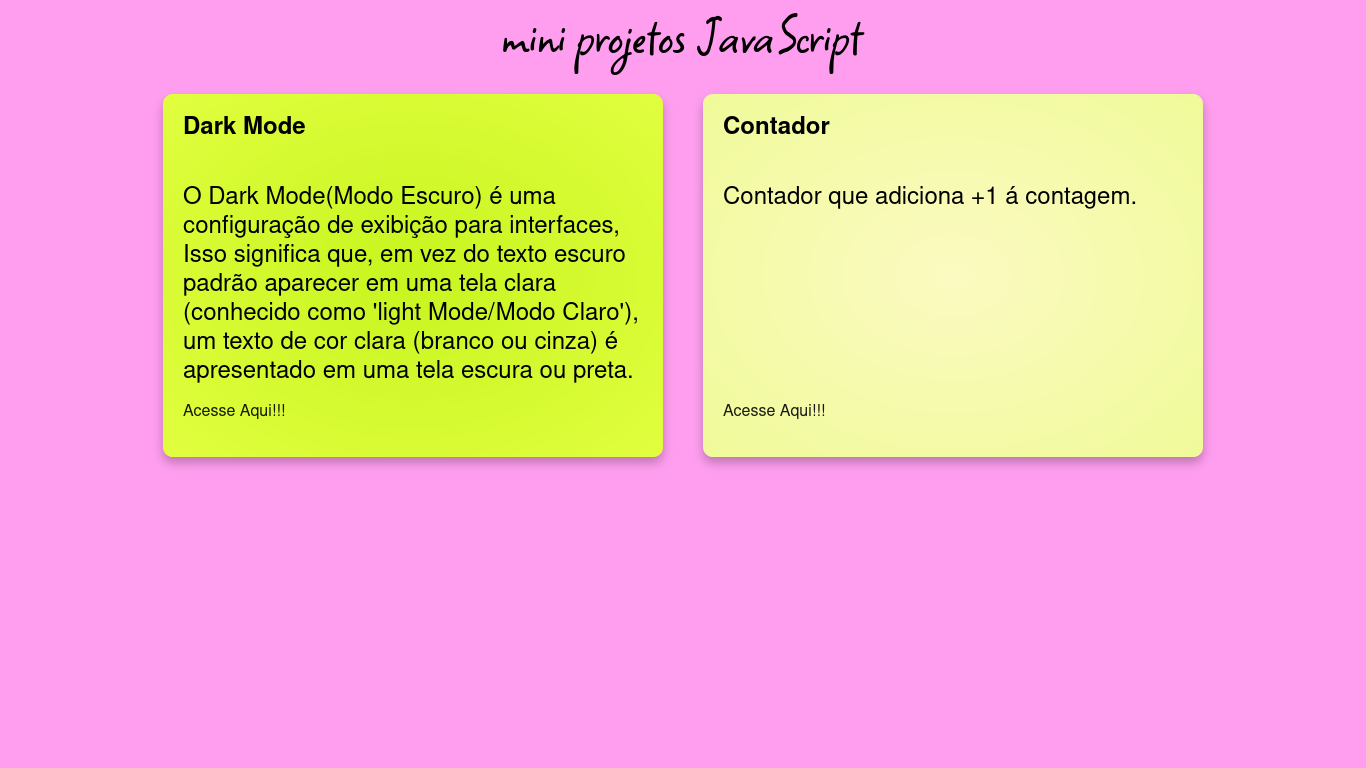 mini projetos JavaScript
Dark Mode
O Dark Mode(Modo Escuro) é uma
configuração de exibição para interfaces,
Isso significa que, em vez do texto escuro
padrão aparecer em uma tela clara
(conhecido como 'light Mode/Modo Claro'),
um texto de cor clara (branco ou cinza) é
apresentado em uma tela escura ou preta.
Acesse Aqui!!!
Contador
Contador que adiciona +1 á contagem.
Acesse Aqui!!!